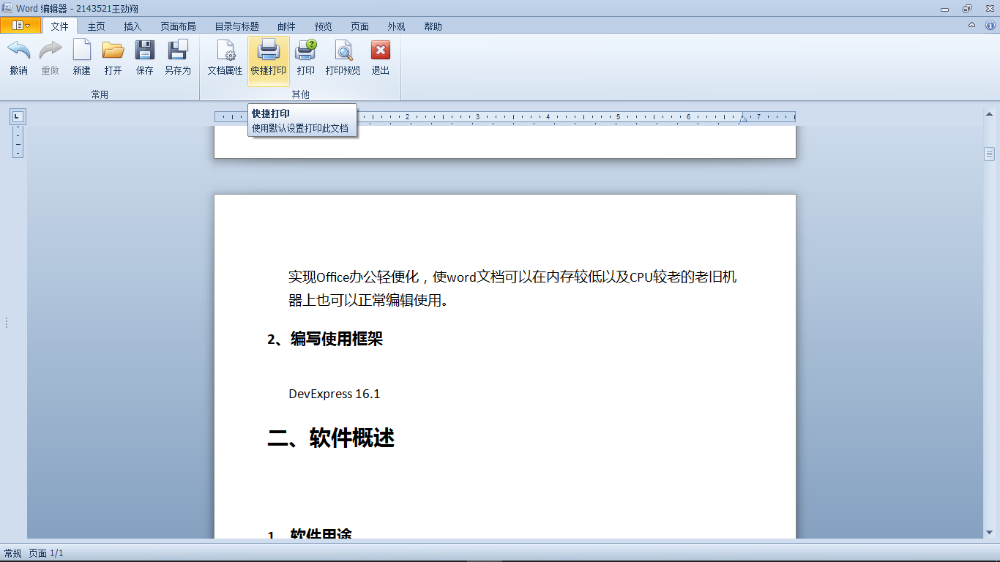 Word 编辑器 - 2143521王劲翔
文件 主页 插入 页面布局 目录与标题 邮件 预览 页面 外观 帮助
撤销 重做 新建 打开 保存 另存为 文档属性 快捷打印 打印 打印预览 退出
常用 其他
快捷打印
使用默认设置打印此文档
2 3 4 5 6 7
实现Office办公轻便化，使word文档可以在内存较低以及CPU较老的老旧机
器上也可以正常编辑使用。
2、编写使用框架
DevExpress 16.1
二、软件概述
1、软件用途
常规 页面 1/1